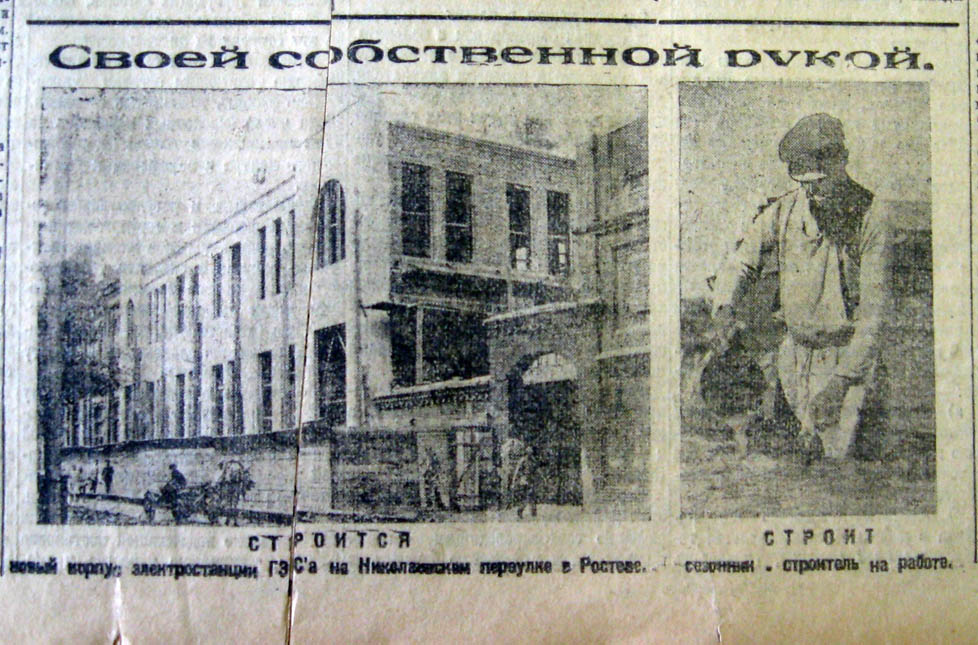 Своей собственной рукой.
СТРОИТСЯ
новый корпус электростанции ГЭС'а на Николаевском переулке в Ростове.
СТРОИТ
сезонник - строитель на работе.